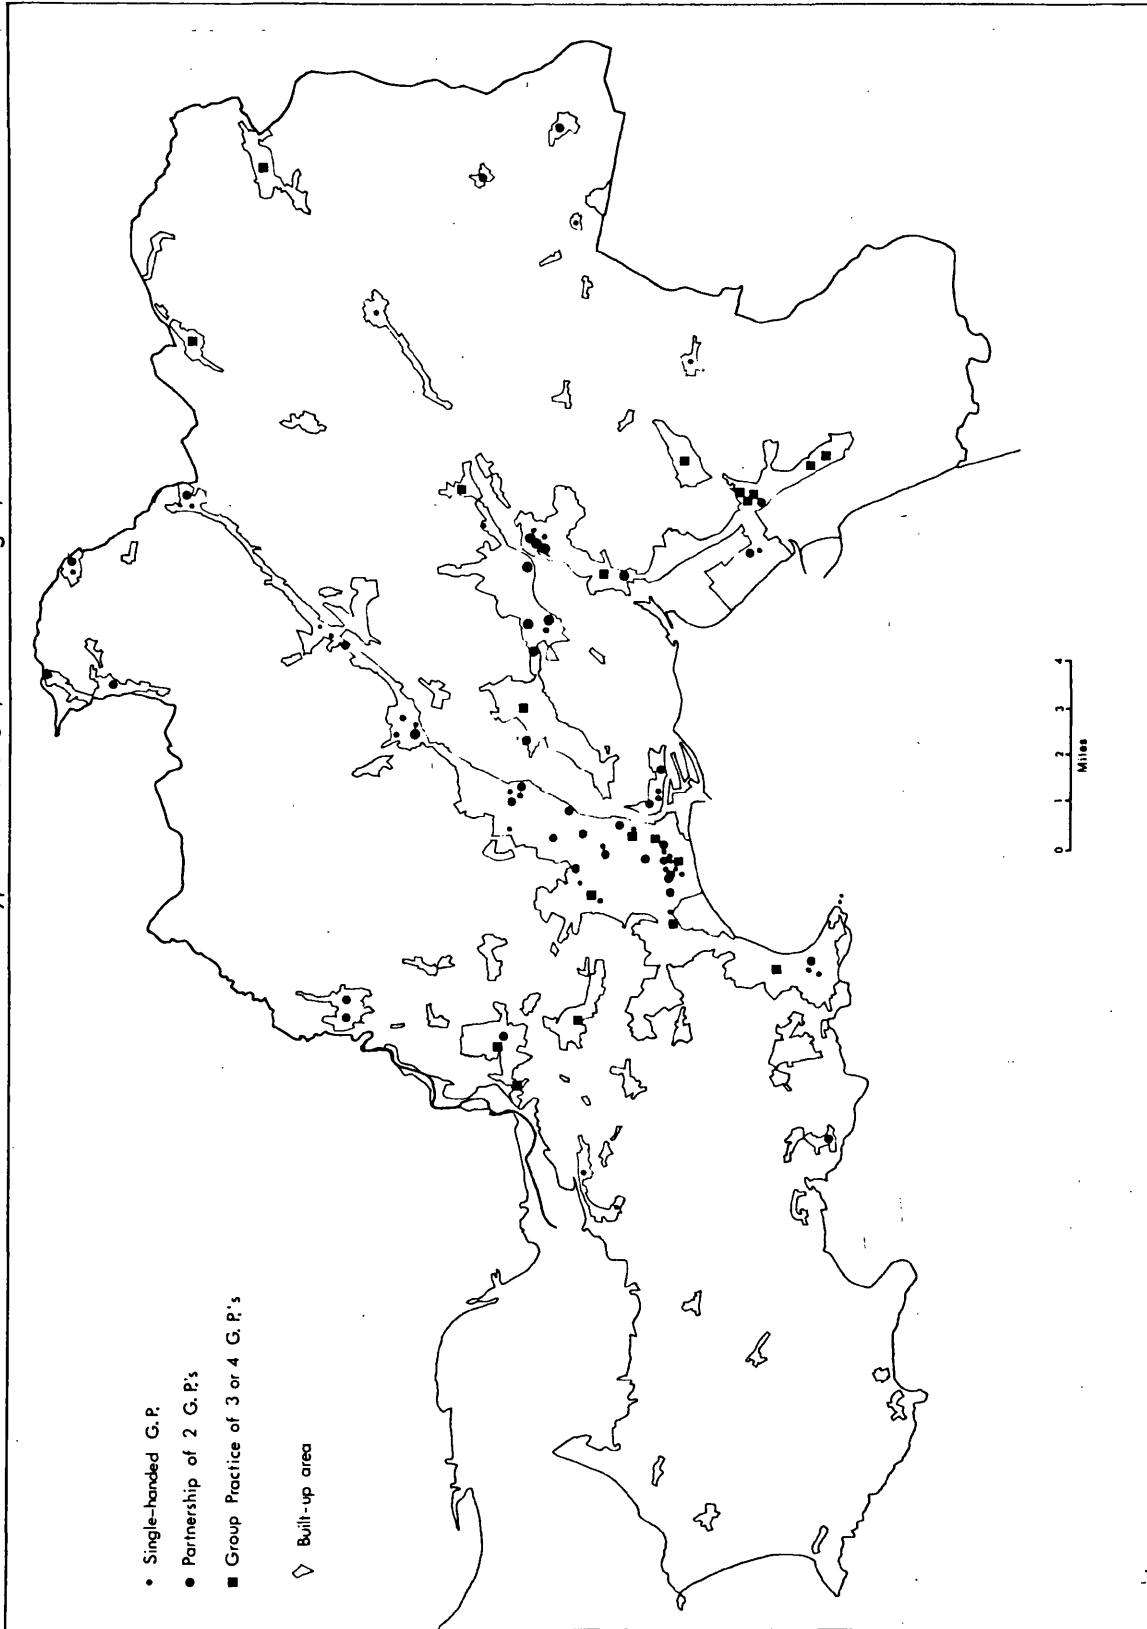 • Single-handed G.P.
● Partnership of 2 G.P.'s
■ Group Practice of 3 or 4 G.P.'s
Built-up area
0 1 2 3 4
Miles